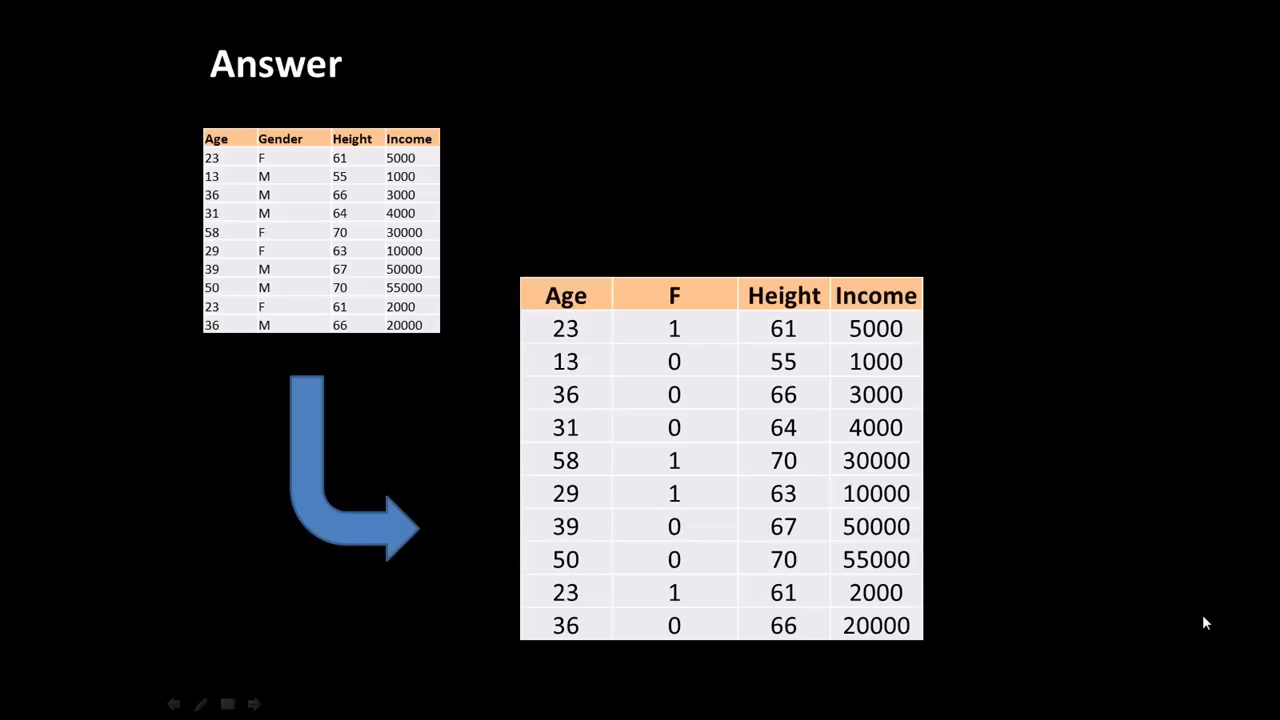 Answer
Age Gender Height Income
23 F 61 5000
13 M 55 1000
36 M 66 3000
31 M 64 4000
58 F 70 30000
29 F 63 10000
39 M 67 50000
50 M 70 55000
23 F 61 2000
36 M 66 20000
Age F Height Income
23 1 61 5000
13 0 55 1000
36 0 66 3000
31 0 64 4000
58 1 70 30000
29 1 63 10000
39 0 67 50000
50 0 70 55000
23 1 61 2000
36 0 66 20000